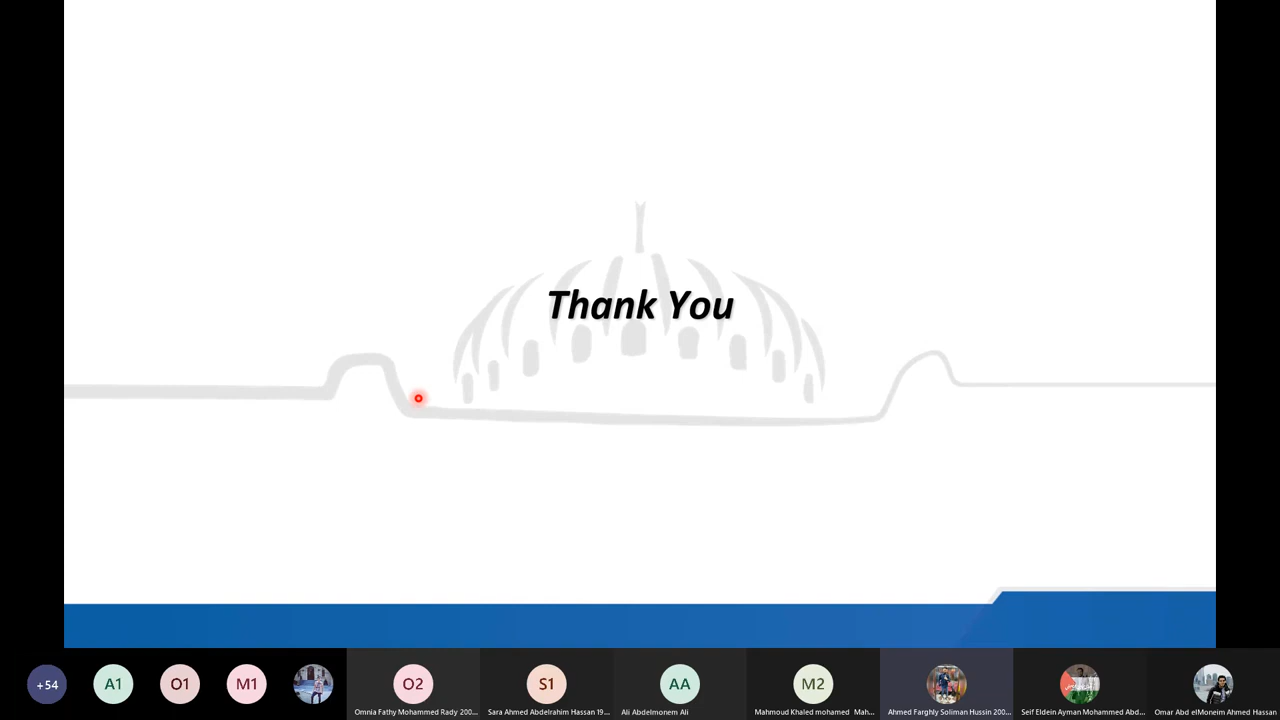 Thank You
+54
A1
O1
M1
O2
S1
AA
M2
Omnia Fathy Mohammed Rady 200...
Sara Ahmed Abdelrahim Hassan 19...
Ali Abdelmonem Ali
Mahmoud Khaled mohamed Mah...
Ahmed Farghly Soliman Hussin 200...
Seif Eldein Ayman Mohammed Abd...
Omar Abd elMoneim Ahmed Hassan